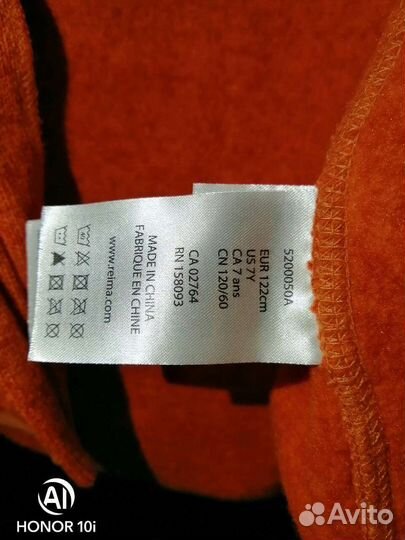 5200050A
EUR 122cm
US 7Y
CA 7 ans
CN 120/60
CA 02764
RN 158093
MADE IN CHINA
FABRIQUE EN CHINE
www.reima.com
AI
HONOR 10i
Avito